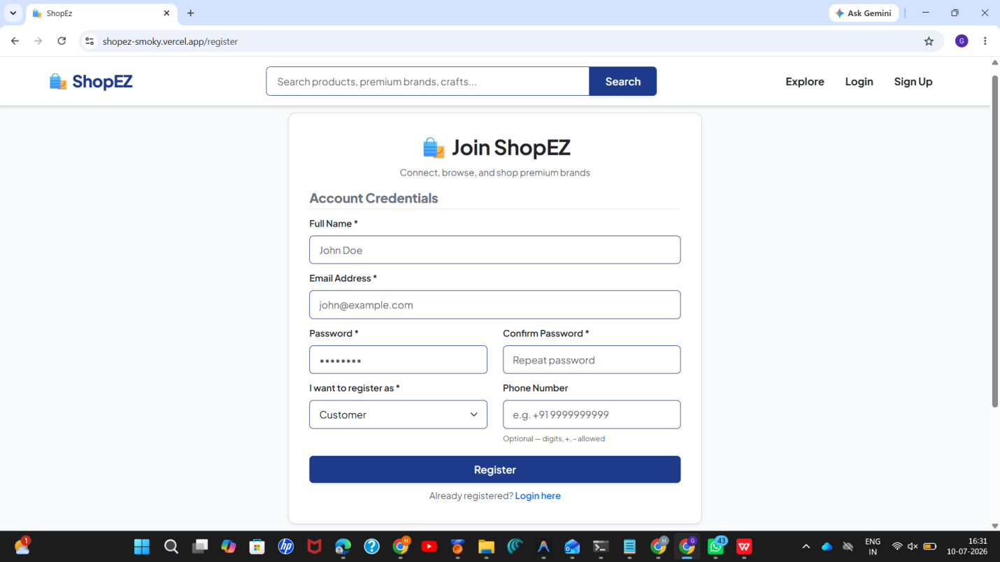 ShopEz
Ask Gemini
shopez-smoky.vercel.app/register
G
ShopEZ
Search products, premium brands, crafts...
Search
Explore
Login
Sign Up
Join ShopEZ
Connect, browse, and shop premium brands
Account Credentials
Full Name *
John Doe
Email Address *
john@example.com
Password *
Confirm Password *
••••••••
Repeat password
I want to register as *
Phone Number
Customer
e.g. +91 9999999999
Optional — digits, +, - allowed
Register
Already registered? Login here
1
hp
H
H
G
43
W
ENG
IN
16:31
10-07-2026